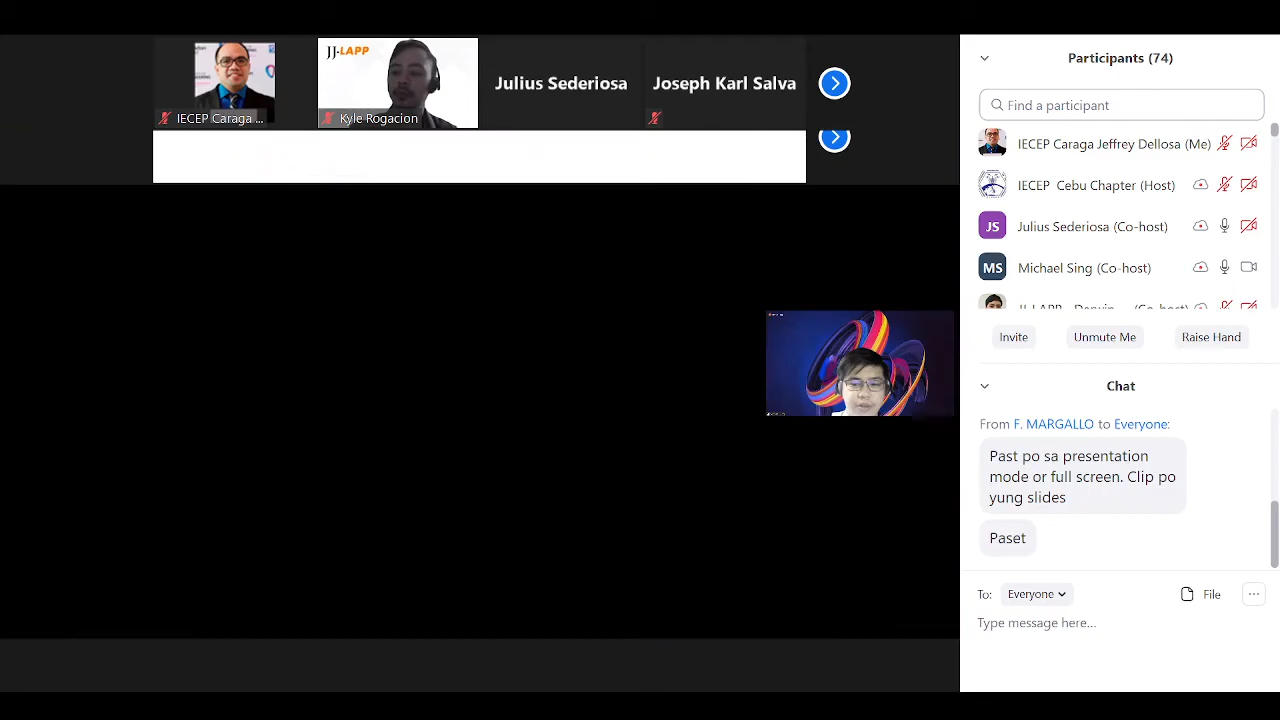 JJ-LAPP
IECEP Caraga ...
Kyle Rogacion
Julius Sederiosa
Joseph Karl Salva
Participants (74)
Find a participant
IECEP Caraga Jeffrey Dellosa (Me)
IECEP Cebu Chapter (Host)
JS
Julius Sederiosa (Co-host)
MS
Michael Sing (Co-host)
Invite
Unmute Me
Raise Hand
Chat
From F. MARGALLO to Everyone:
Past po sa presentation
mode or full screen. Clip po
yung slides
Paset
To:
Everyone
File
Type message here...